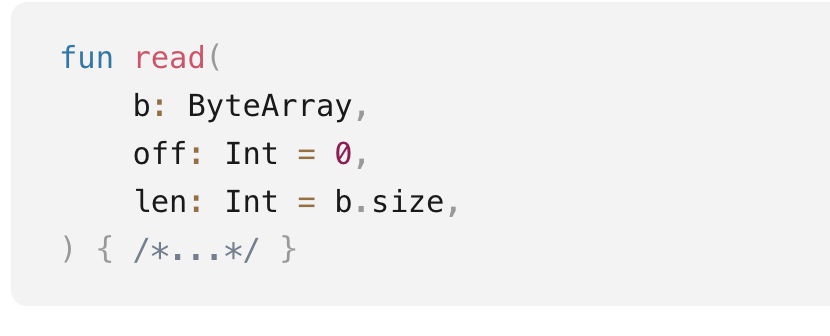 fun read(
    b: ByteArray,
    off: Int = 0,
    len: Int = b.size,
) { /*...*/ }